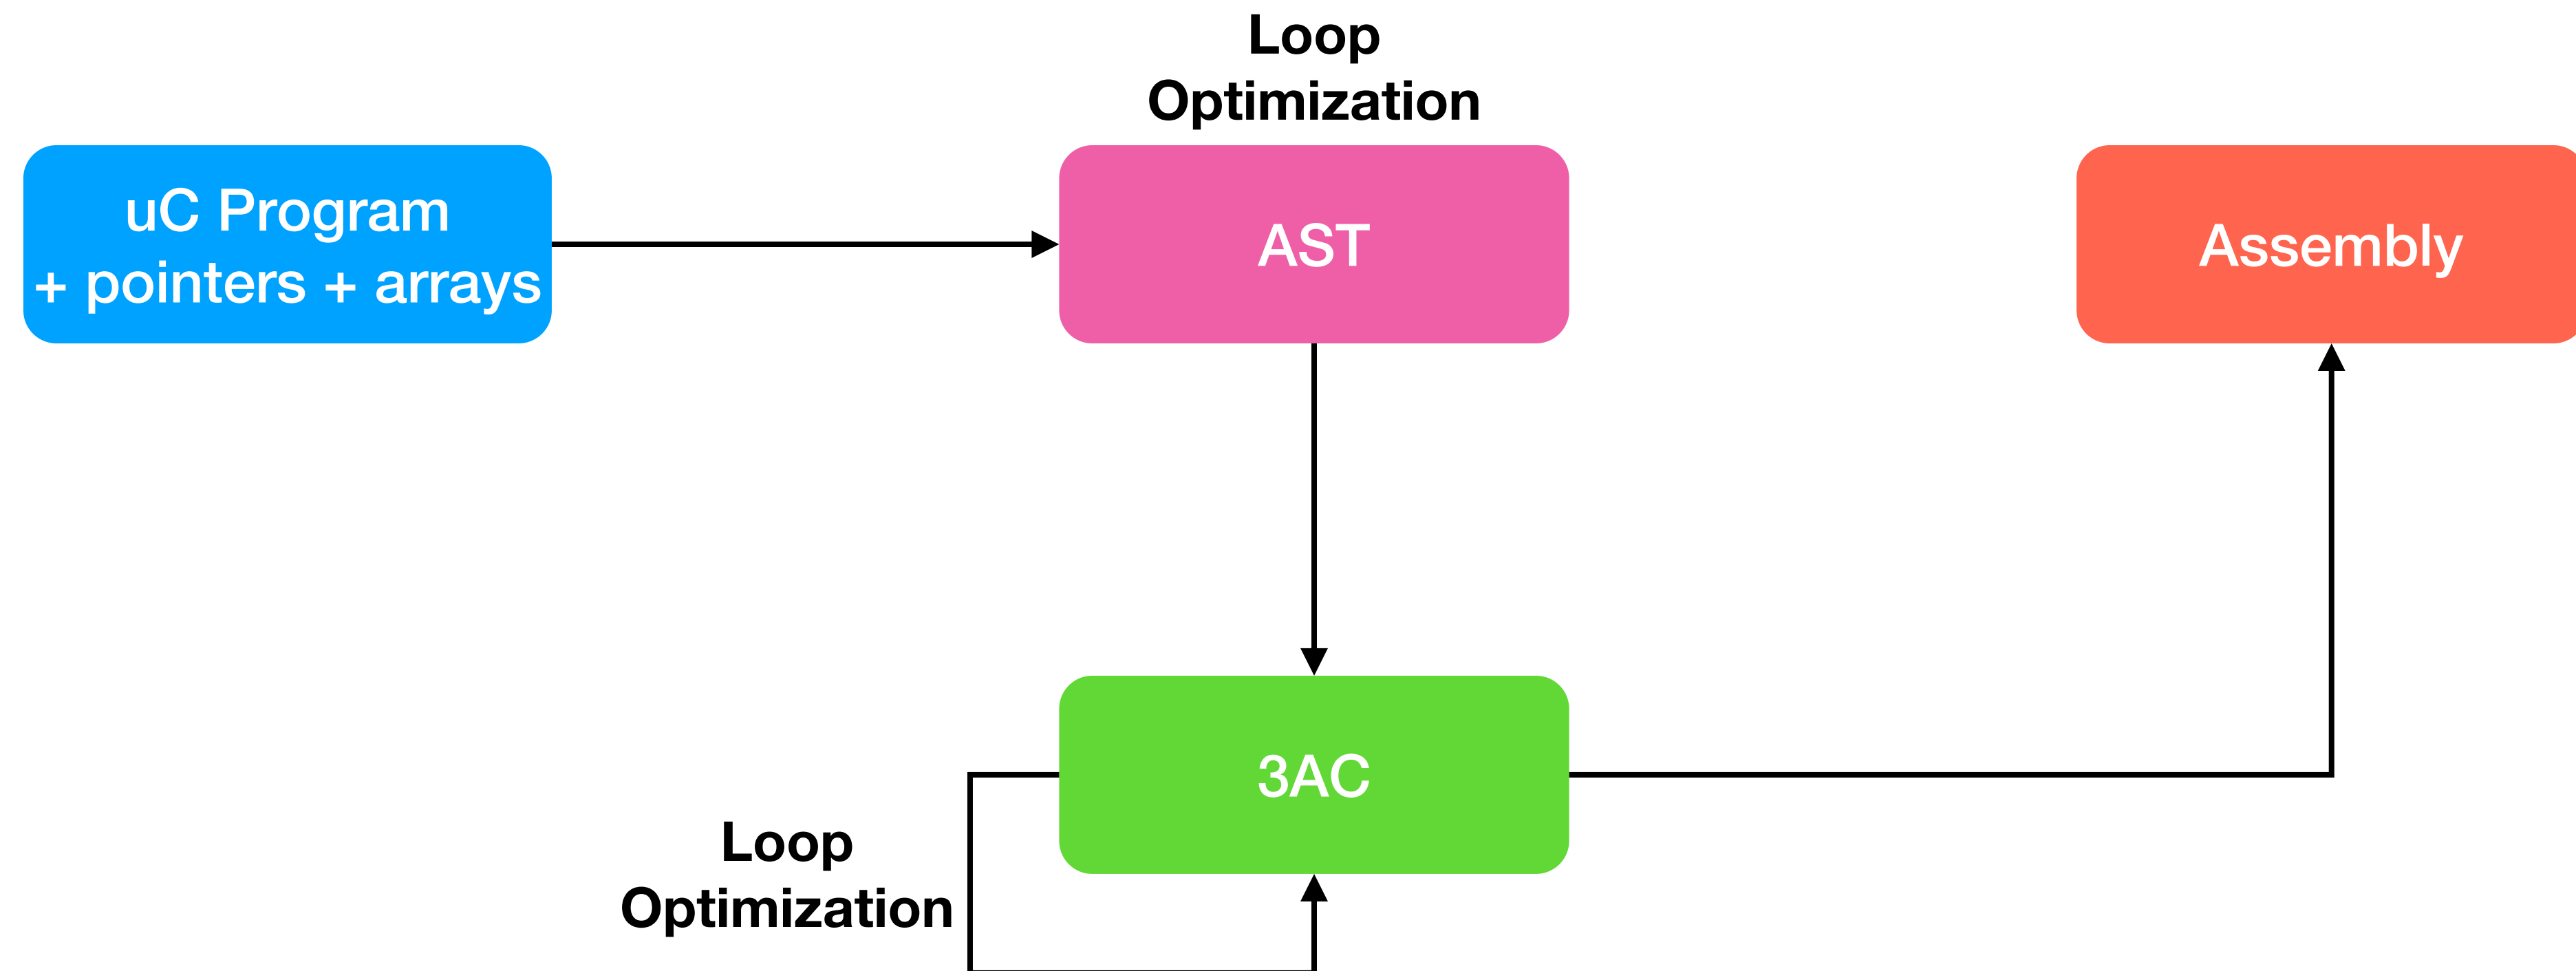 Loop
Optimization
uC Program
+ pointers + arrays
AST
Assembly
3AC
Loop
Optimization